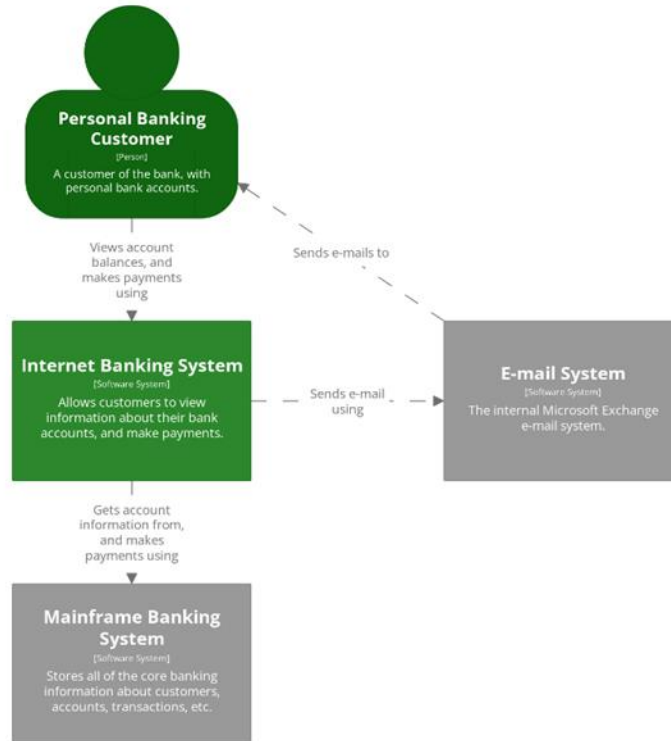 Personal Banking
Customer
[Person]
A customer of the bank, with
personal bank accounts.
Views account
balances, and
makes payments
using
Sends e-mails to
Internet Banking System
[Software System]
Allows customers to view
information about their bank
accounts, and make payments.
Sends e-mail
using
E-mail System
[Software System]
The internal Microsoft Exchange
e-mail system.
Gets account
information from,
and makes
payments using
Mainframe Banking
System
[Software System]
Stores all of the core banking
information about customers,
accounts, transactions, etc.